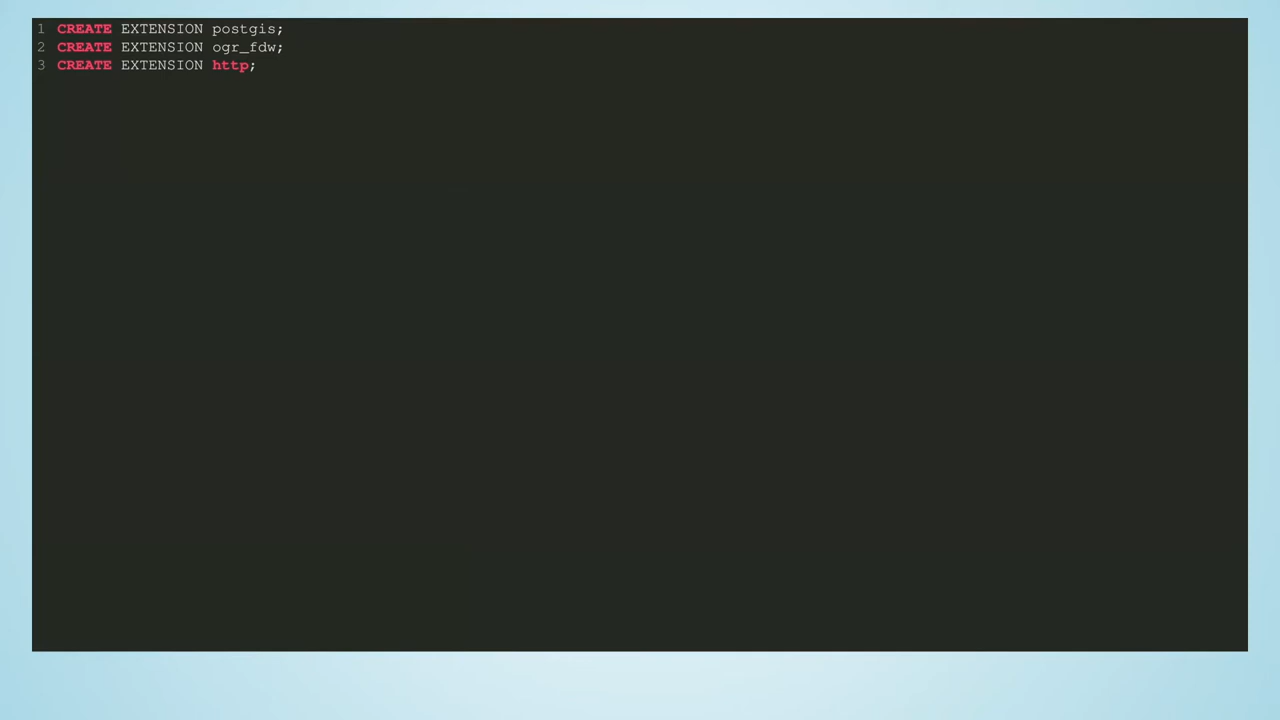 1 CREATE EXTENSION postgis;
2 CREATE EXTENSION ogr_fdw;
3 CREATE EXTENSION http;